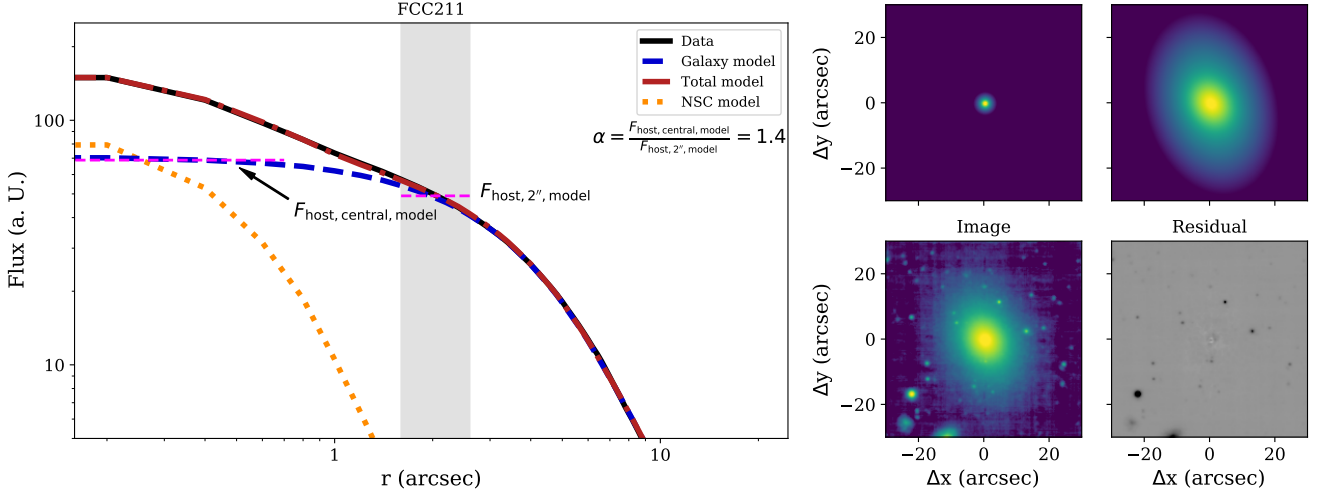 FCC211
Data
Galaxy model
Total model
NSC model
α = F_host, central, model / F_host, 2″, model = 1.4
F_host, 2″, model
F_host, central, model
100
10
Flux (a. U.)
1
10
r (arcsec)
20
0
−20
Δy (arcsec)
Image
Residual
20
0
−20
Δy (arcsec)
−20
0
20
−20
0
20
Δx (arcsec)
Δx (arcsec)